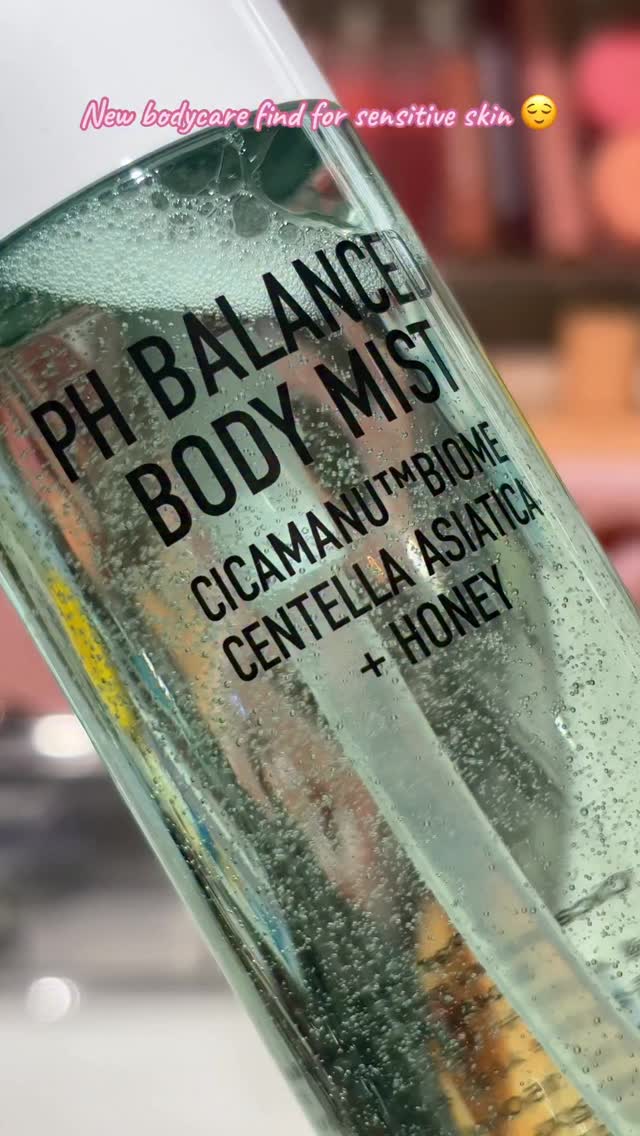 New bodycare find for sensitive skin 😌
PH BALANCED
BODY MIST
CICAMANU™BIOME
CENTELLA ASIATICA
+ HONEY